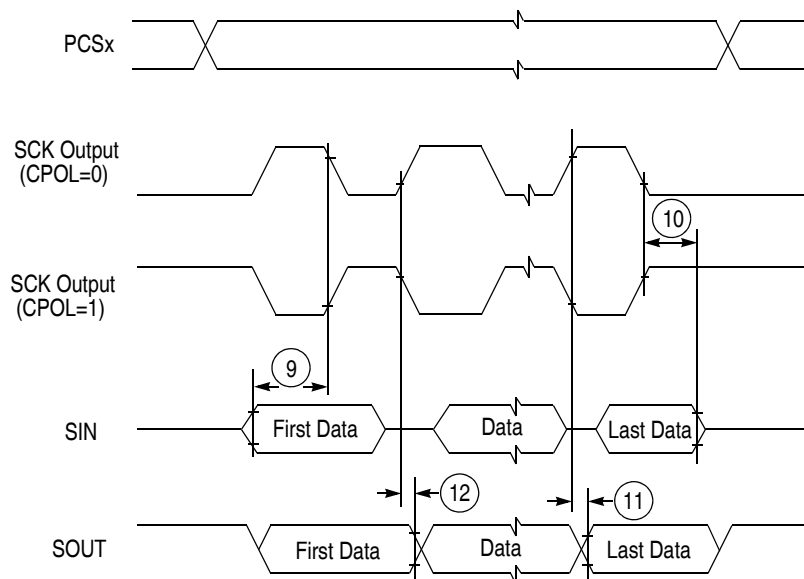 PCSx
SCK Output
(CPOL=0)
10
SCK Output
(CPOL=1)
9
SIN
First Data
Data
Last Data
12
11
SOUT
First Data
Data
Last Data